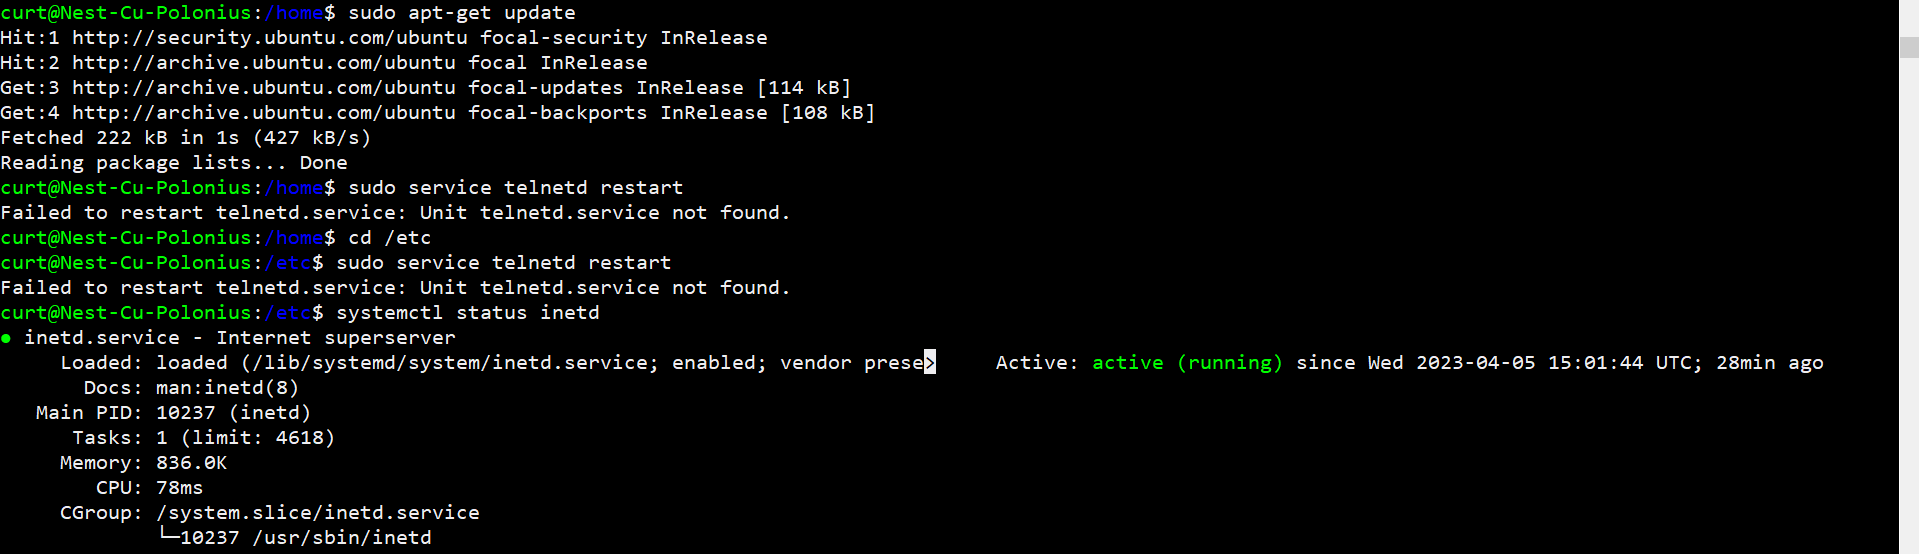 curt@Nest-Cu-Polonius:/home$ sudo apt-get update
Hit:1 http://security.ubuntu.com/ubuntu focal-security InRelease
Hit:2 http://archive.ubuntu.com/ubuntu focal InRelease
Get:3 http://archive.ubuntu.com/ubuntu focal-updates InRelease [114 kB]
Get:4 http://archive.ubuntu.com/ubuntu focal-backports InRelease [108 kB]
Fetched 222 kB in 1s (427 kB/s)
Reading package lists... Done
curt@Nest-Cu-Polonius:/home$ sudo service telnetd restart
Failed to restart telnetd.service: Unit telnetd.service not found.
curt@Nest-Cu-Polonius:/home$ cd /etc
curt@Nest-Cu-Polonius:/etc$ sudo service telnetd restart
Failed to restart telnetd.service: Unit telnetd.service not found.
curt@Nest-Cu-Polonius:/etc$ systemctl status inetd
● inetd.service - Internet superserver
     Loaded: loaded (/lib/systemd/system/inetd.service; enabled; vendor prese>     Active: active (running) since Wed 2023-04-05 15:01:44 UTC; 28min ago
       Docs: man:inetd(8)
   Main PID: 10237 (inetd)
      Tasks: 1 (limit: 4618)
     Memory: 836.0K
        CPU: 78ms
     CGroup: /system.slice/inetd.service
             └─10237 /usr/sbin/inetd